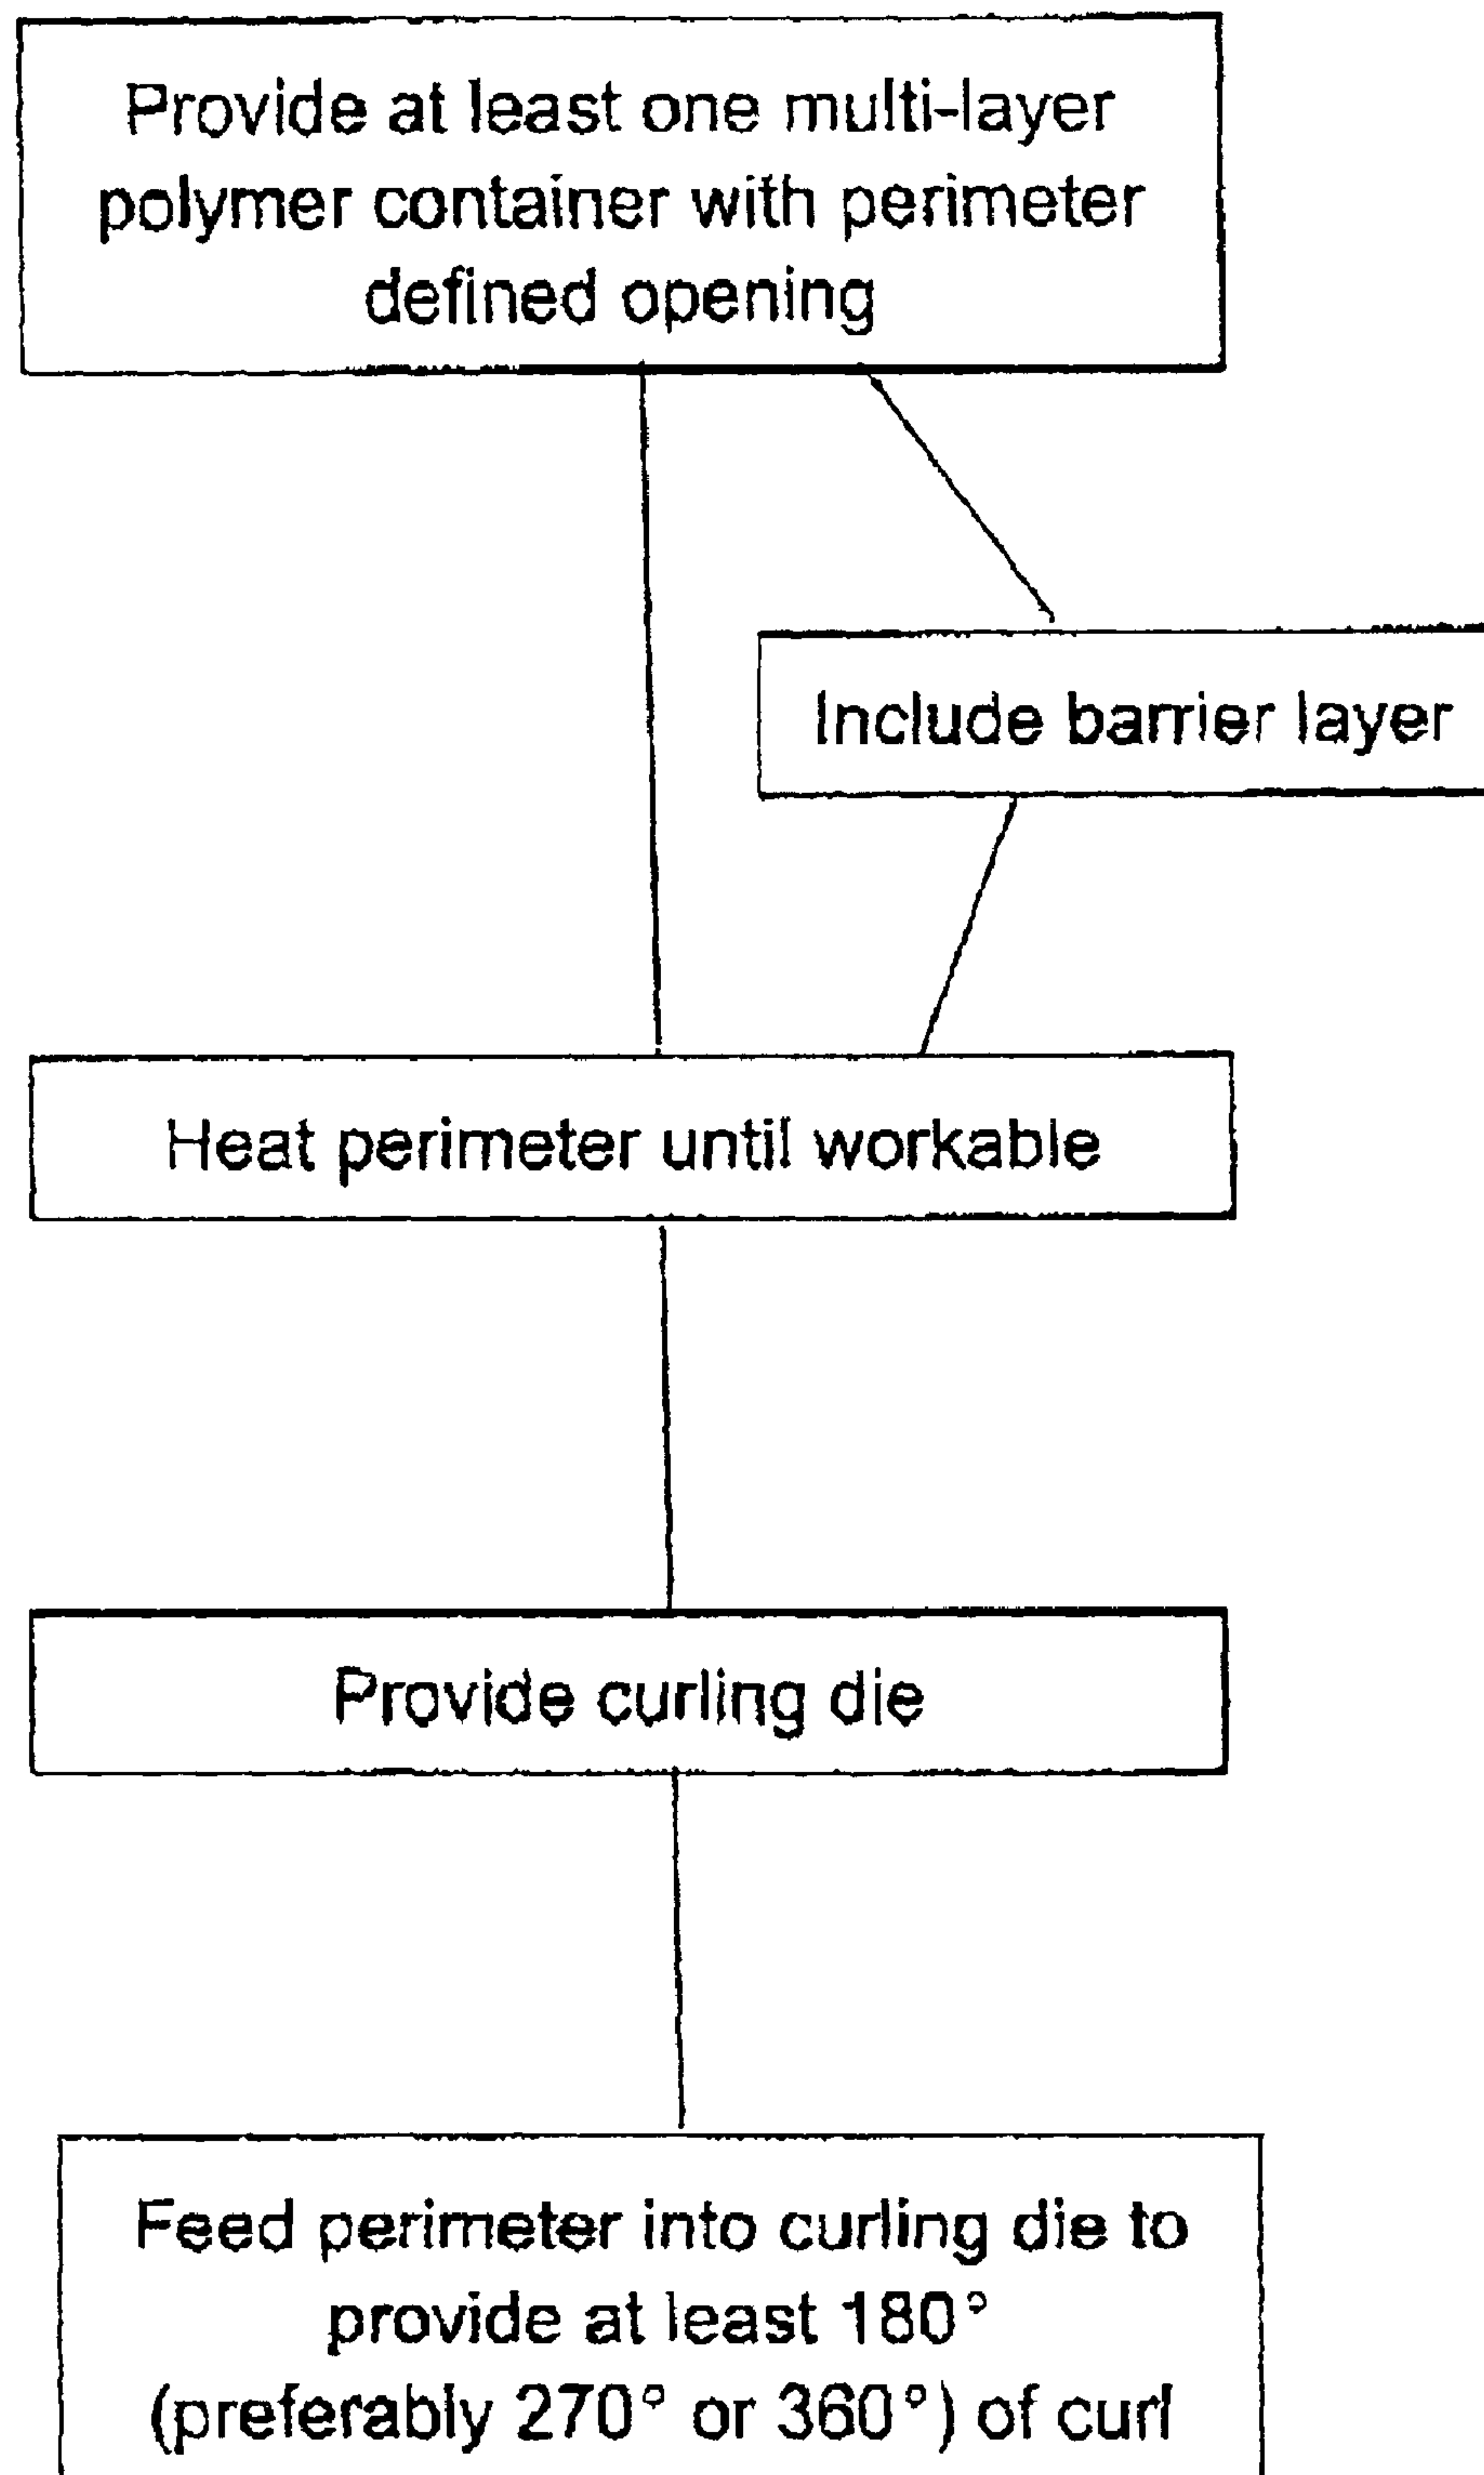 Provide at least one multi-layer
polymer container with perimeter
defined opening
Include barrier layer
Heat perimeter until workable
Provide curling die
Feed perimeter into curling die to
provide at least 180°
(preferably 270° or 360°) of curl